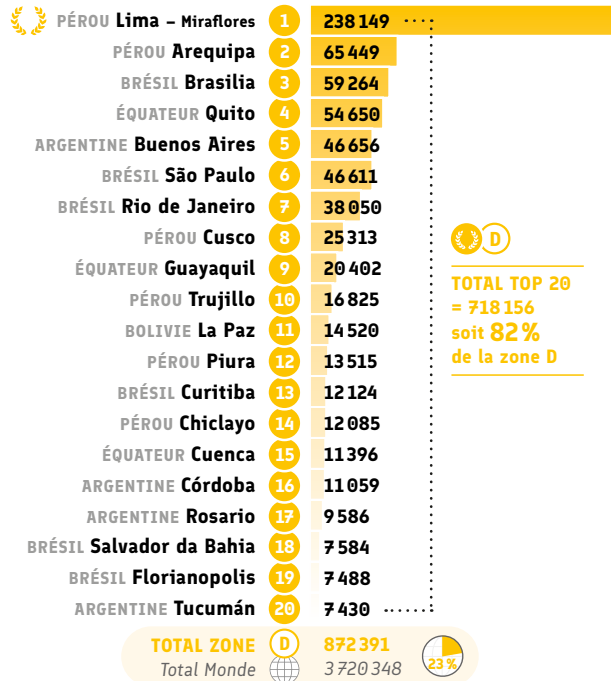 PÉROU Lima – Miraflores 1 238 149
PÉROU Arequipa 2 65 449
BRÉSIL Brasilia 3 59 264
ÉQUATEUR Quito 4 54 650
ARGENTINE Buenos Aires 5 46 656
BRÉSIL São Paulo 6 46 611
BRÉSIL Rio de Janeiro 7 38 050
PÉROU Cusco 8 25 313
ÉQUATEUR Guayaquil 9 20 402
PÉROU Trujillo 10 16 825
BOLIVIE La Paz 11 14 520
PÉROU Piura 12 13 515
BRÉSIL Curitiba 13 12 124
PÉROU Chiclayo 14 12 085
ÉQUATEUR Cuenca 15 11 396
ARGENTINE Córdoba 16 11 059
ARGENTINE Rosario 17 9 586
BRÉSIL Salvador da Bahia 18 7 584
BRÉSIL Florianopolis 19 7 488
ARGENTINE Tucumán 20 7 430
D
TOTAL TOP 20
= 718 156
soit 82 %
de la zone D
TOTAL ZONE D 872 391
Total Monde 3 720 348
23 %